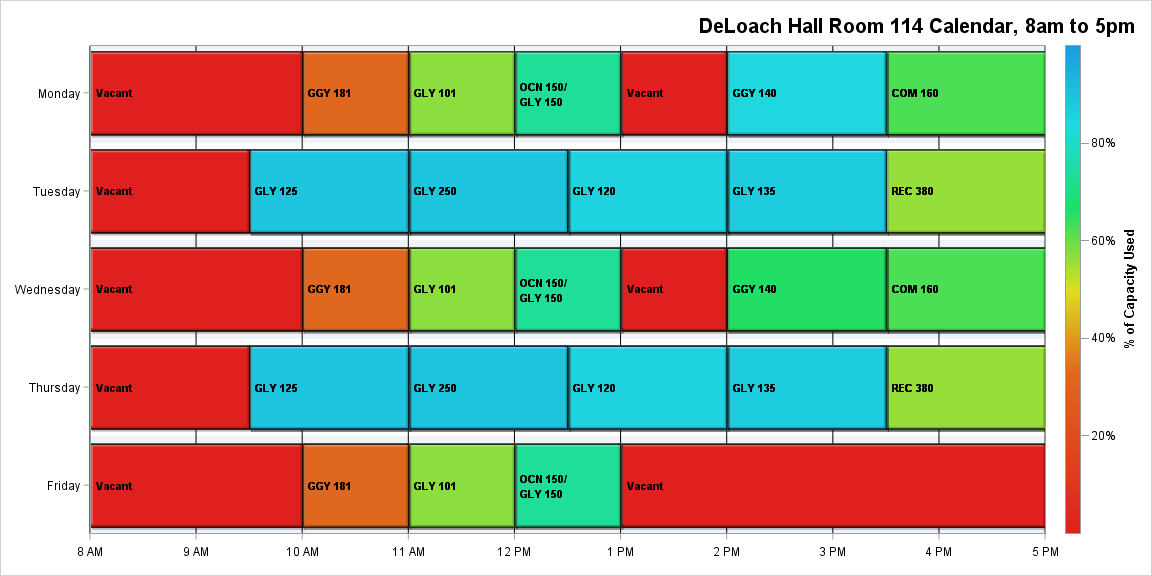 DeLoach Hall Room 114 Calendar, 8am to 5pm
Monday
Vacant
GGY 181
GLY 101
OCN 150/
GLY 150
Vacant
GGY 140
COM 160
Tuesday
Vacant
GLY 125
GLY 250
GLY 120
GLY 135
REC 380
Wednesday
Vacant
GGY 181
GLY 101
OCN 150/
GLY 150
Vacant
GGY 140
COM 160
Thursday
Vacant
GLY 125
GLY 250
GLY 120
GLY 135
REC 380
Friday
Vacant
GGY 181
GLY 101
OCN 150/
GLY 150
Vacant
8 AM
9 AM
10 AM
11 AM
12 PM
1 PM
2 PM
3 PM
4 PM
5 PM
80%
60%
40%
20%
% of Capacity Used